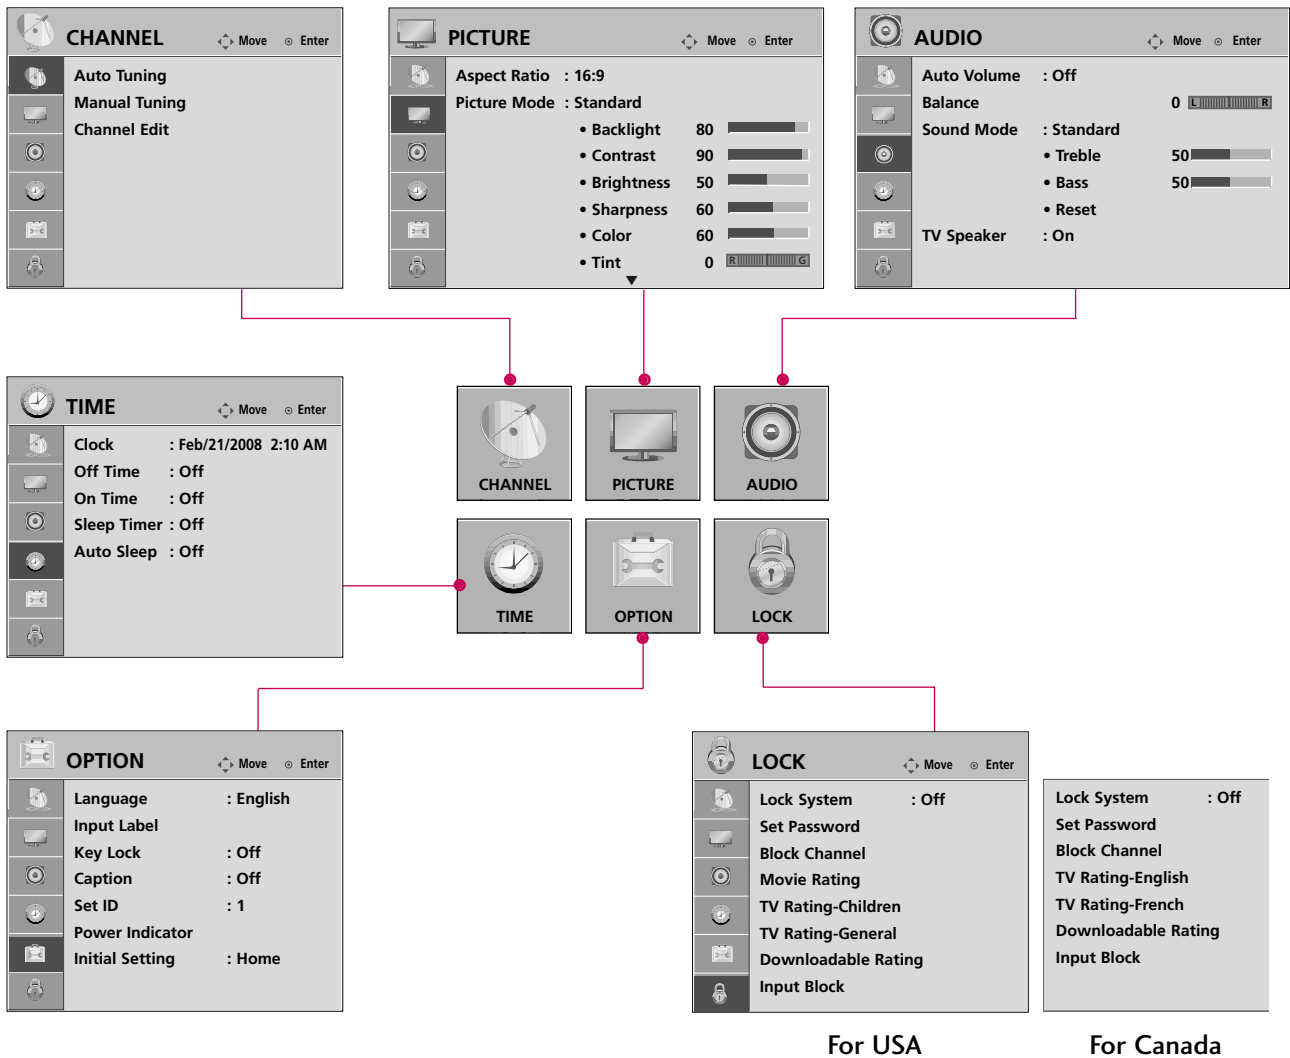 CHANNEL Move Enter
Auto Tuning
Manual Tuning
Channel Edit
PICTURE Move Enter
Aspect Ratio : 16:9
Picture Mode : Standard
• Backlight 80
• Contrast 90
• Brightness 50
• Sharpness 60
• Color 60
• Tint 0 R G
AUDIO Move Enter
Auto Volume : Off
Balance 0 L R
Sound Mode : Standard
• Treble 50
• Bass 50
• Reset
TV Speaker : On
TIME Move Enter
Clock : Feb/21/2008 2:10 AM
Off Time : Off
On Time : Off
Sleep Timer : Off
Auto Sleep : Off
CHANNEL
PICTURE
AUDIO
TIME
OPTION
LOCK
OPTION Move Enter
Language : English
Input Label
Key Lock : Off
Caption : Off
Set ID : 1
Power Indicator
Initial Setting : Home
LOCK Move Enter
Lock System : Off
Set Password
Block Channel
Movie Rating
TV Rating-Children
TV Rating-General
Downloadable Rating
Input Block
For USA
Lock System : Off
Set Password
Block Channel
TV Rating-English
TV Rating-French
Downloadable Rating
Input Block
For Canada